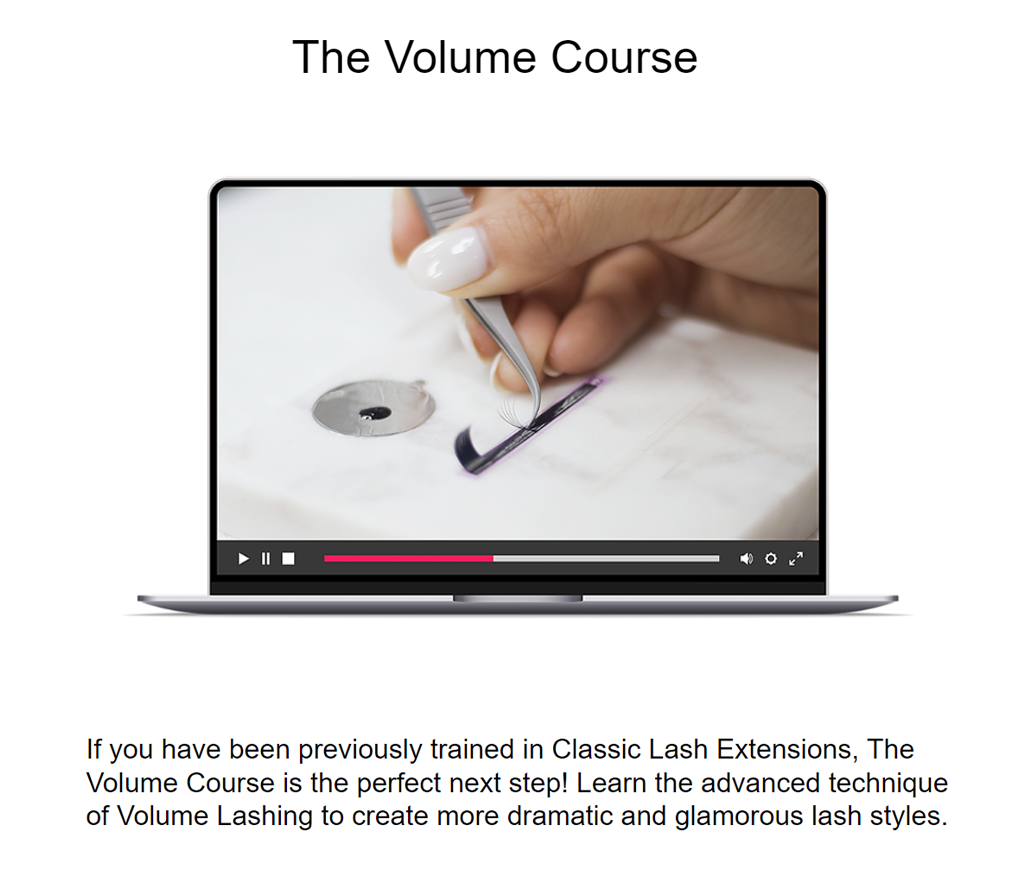 The Volume Course
If you have been previously trained in Classic Lash Extensions, The
Volume Course is the perfect next step! Learn the advanced technique
of Volume Lashing to create more dramatic and glamorous lash styles.